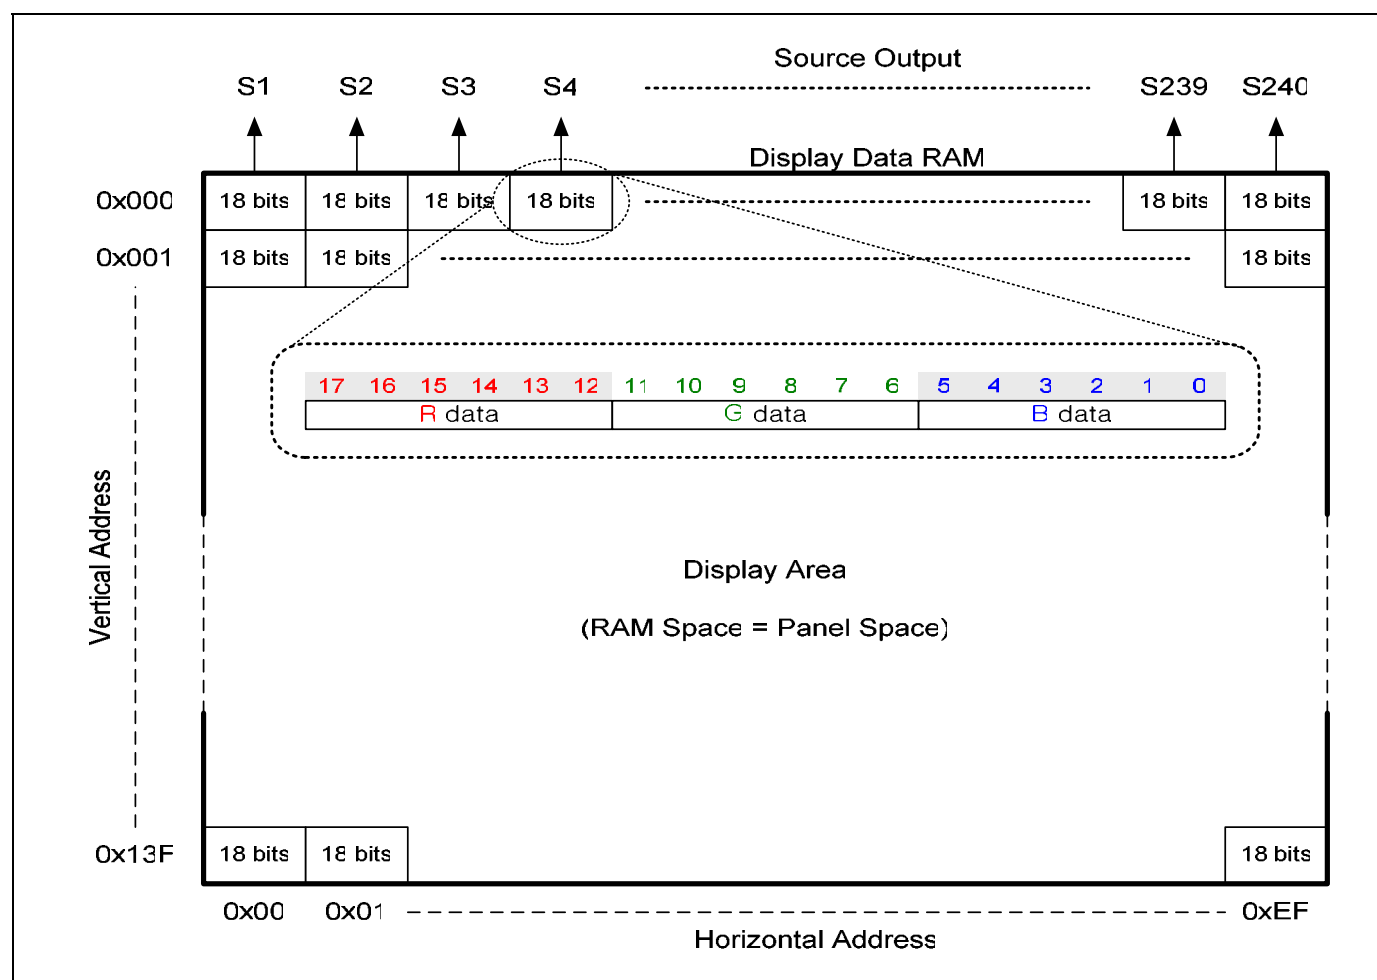 Source Output
S1 S2 S3 S4 S239 S240
Display Data RAM
0x000 18 bits 18 bits 18 bits 18 bits 18 bits 18 bits
0x001 18 bits 18 bits 18 bits
17 16 15 14 13 12 11 10 9 8 7 6 5 4 3 2 1 0
R data G data B data
Vertical Address
Display Area
(RAM Space = Panel Space)
0x13F 18 bits 18 bits 18 bits
0x00 0x01 0xEF
Horizontal Address